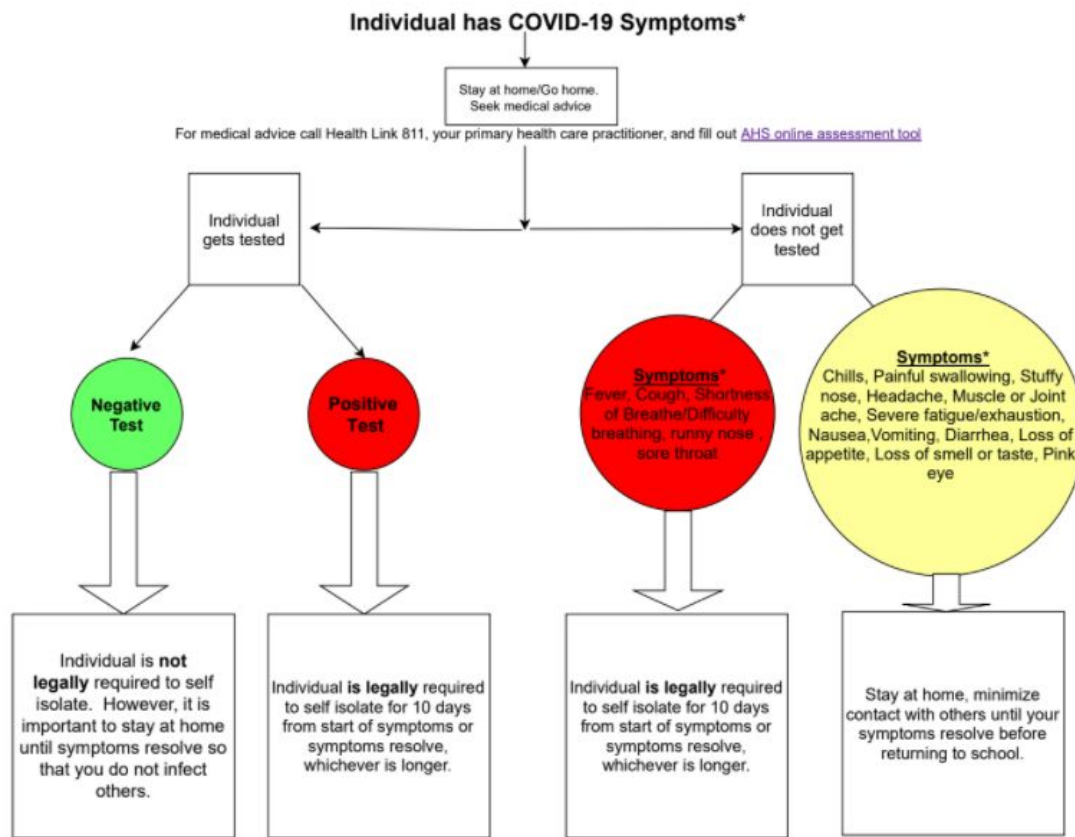 Individual has COVID-19 Symptoms*
Stay at home/Go home.
Seek medical advice
For medical advice call Health Link 811, your primary health care practitioner, and fill out AHS online assessment tool
Individual
gets tested
Individual
does not get
tested
Negative
Test
Positive
Test
Symptoms*
Fever, Cough, Shortness
of Breathe/Difficulty
breathing, runny nose ,
sore throat
Symptoms*
Chills, Painful swallowing, Stuffy
nose, Headache, Muscle or Joint
ache, Severe fatigue/exhaustion,
Nausea,Vomiting, Diarrhea, Loss of
appetite, Loss of smell or taste, Pink
eye
Individual is not
legally required to self
isolate. However, it is
important to stay at home
until symptoms resolve so
that you do not infect
others.
Individual is legally required
to self isolate for 10 days
from start of symptoms or
symptoms resolve,
whichever is longer.
Individual is legally required
to self isolate for 10 days
from start of symptoms or
symptoms resolve,
whichever is longer.
Stay at home, minimize
contact with others until your
symptoms resolve before
returning to school.